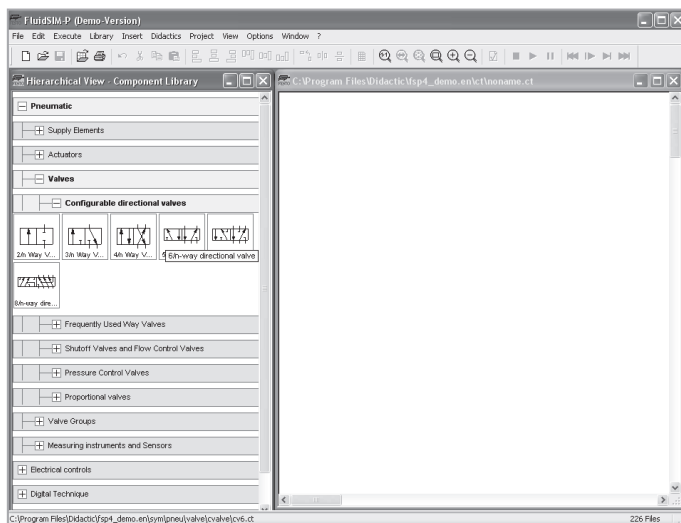 FluidSIM-P (Demo-Version)
File Edit Execute Library Insert Didactics Project View Options Window ?
Hierarchical View - Component Library
C:\Program Files\Didactic\fsp4_demo.en\ct\noname.ct
Pneumatic
Supply Elements
Actuators
Valves
Configurable directional valves
2/n Way V... 3/n Way V... 4/n Way V... 6/n-way directional valve
8/n-way dire...
Frequently Used Way Valves
Shutoff Valves and Flow Control Valves
Pressure Control Valves
Proportional valves
Valve Groups
Measuring instruments and Sensors
Electrical controls
Digital Technique
C:\Program Files\Didactic\fsp4_demo.en\sym\pneu\valve\cvalve\cv6.ct 226 Files